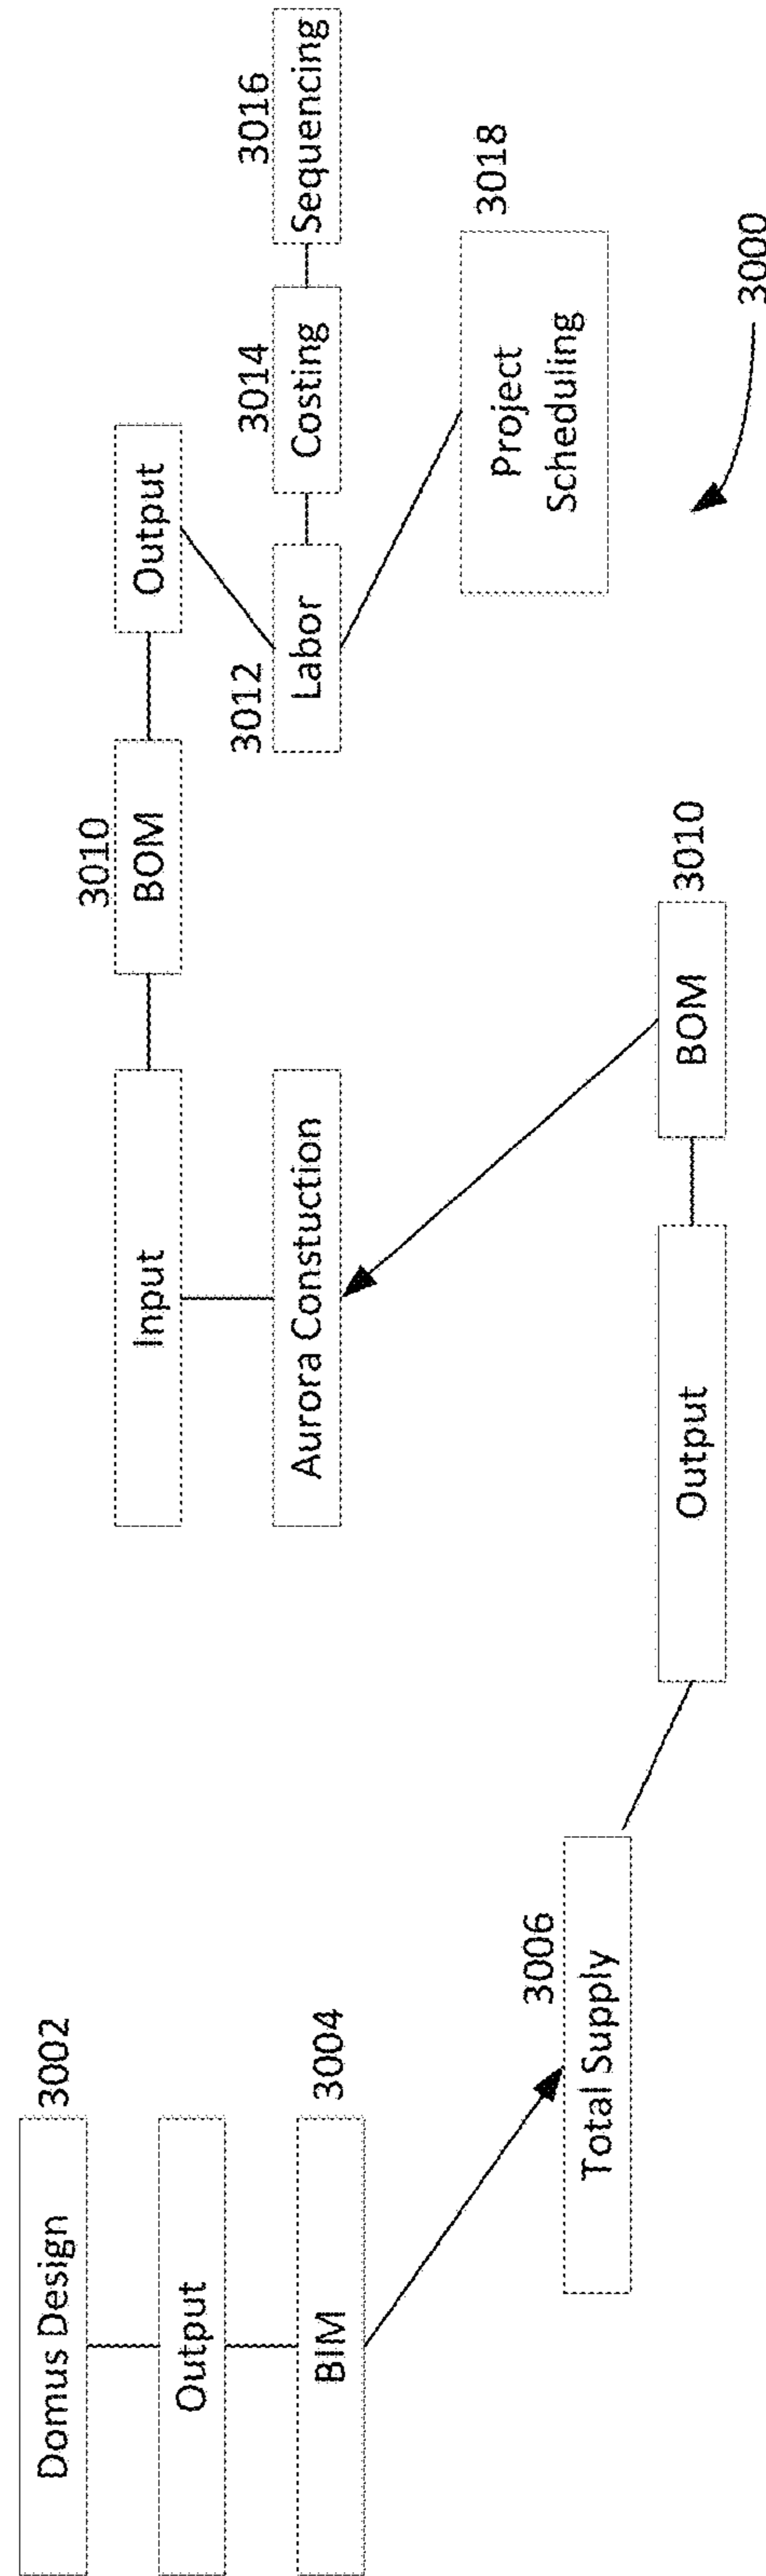 Domus Design
3002
Output
BIM
3004
3006
Total Supply
Output
BOM
3010
Input
Aurora Constuction
3010
BOM
Output
3012
Labor
3014
Costing
3016
Sequencing
Project
Scheduling
3018
3000